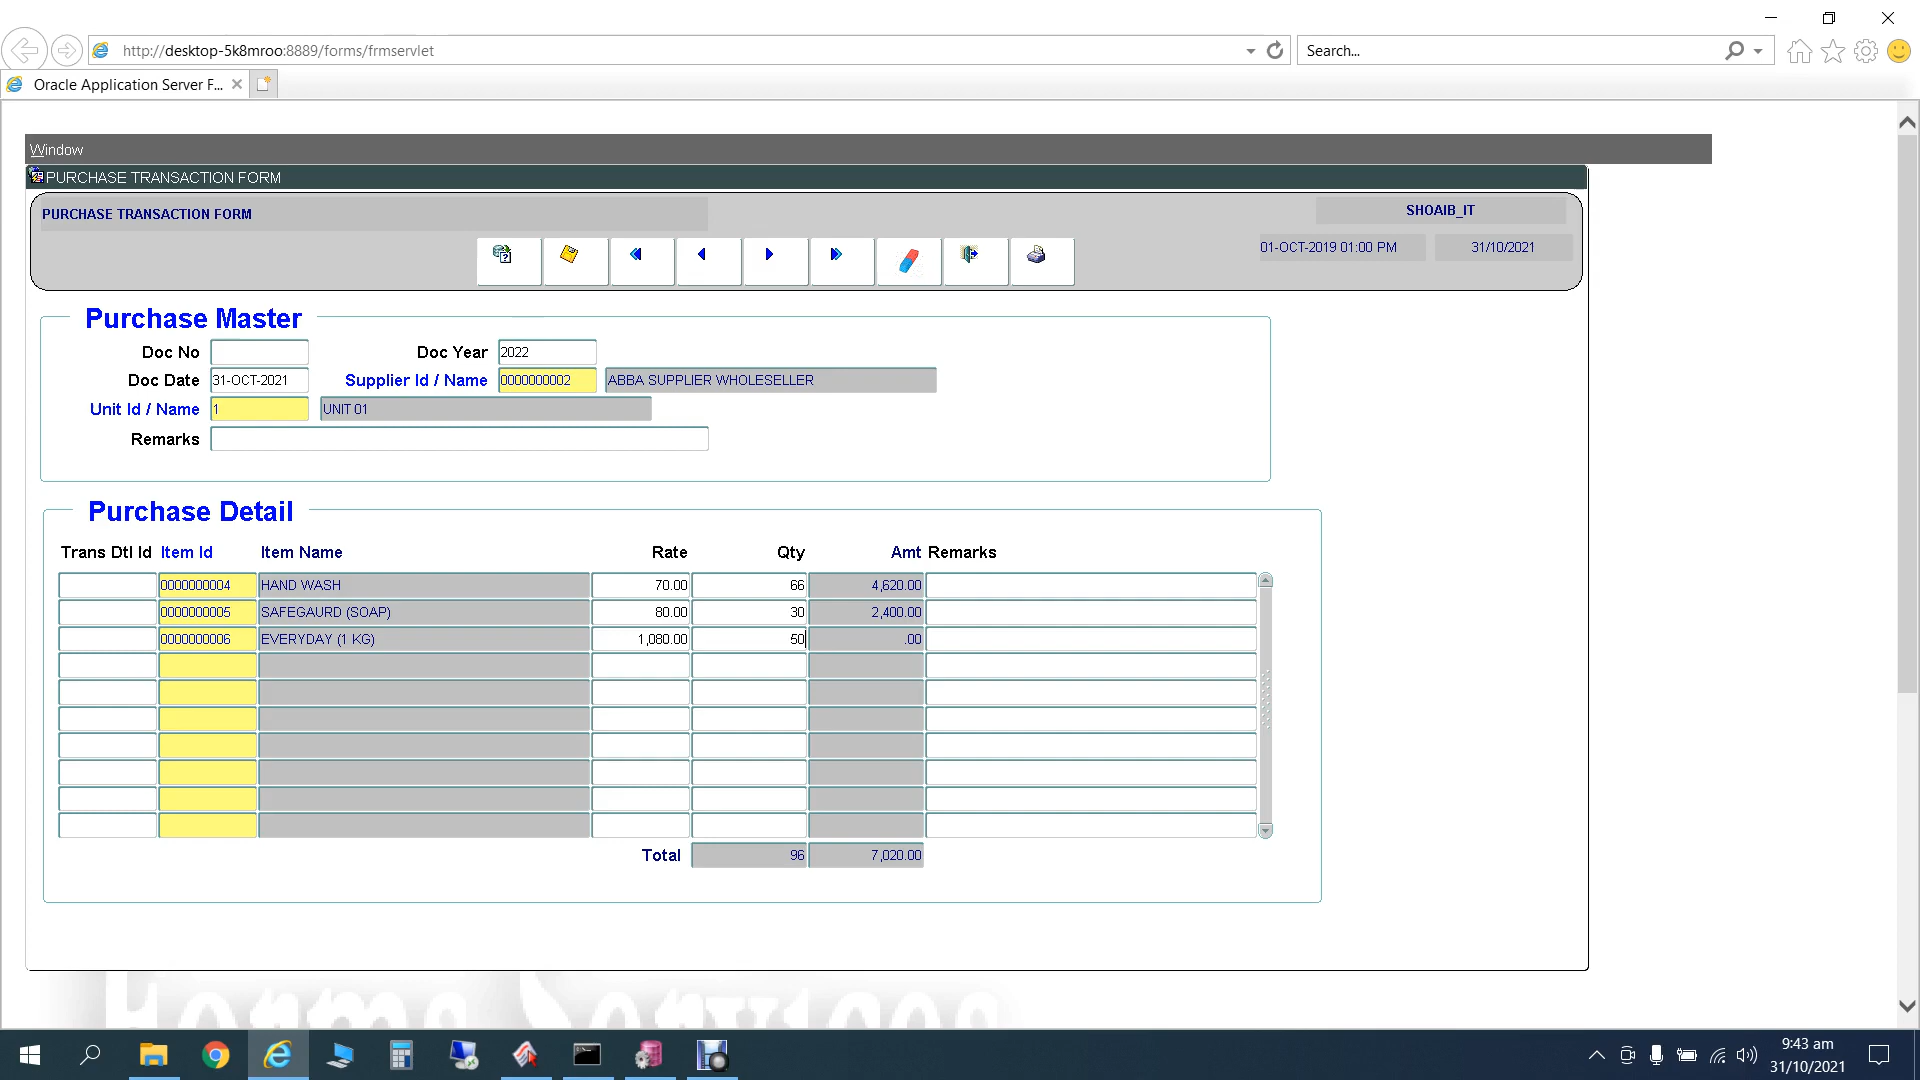 http://desktop-5k8mroo:8889/forms/frmservlet
Search...
Oracle Application Server F...
Window
PURCHASE TRANSACTION FORM
PURCHASE TRANSACTION FORM
SHOAIB_IT
01-OCT-2019 01:00 PM 31/10/2021
Purchase Master
Doc No Doc Year 2022
Doc Date 31-OCT-2021 Supplier Id / Name 0000000002 ABBA SUPPLIER WHOLESELLER
Unit Id / Name 1 UNIT 01
Remarks
Purchase Detail
Trans Dtl Id Item Id Item Name Rate Qty Amt Remarks
0000000004 HAND WASH 70.00 66 4,620.00
0000000005 SAFEGAURD (SOAP) 80.00 30 2,400.00
0000000006 EVERYDAY (1 KG) 1,080.00 50 .00
Total 96 7,020.00
Forms Services
9:43 am
31/10/2021